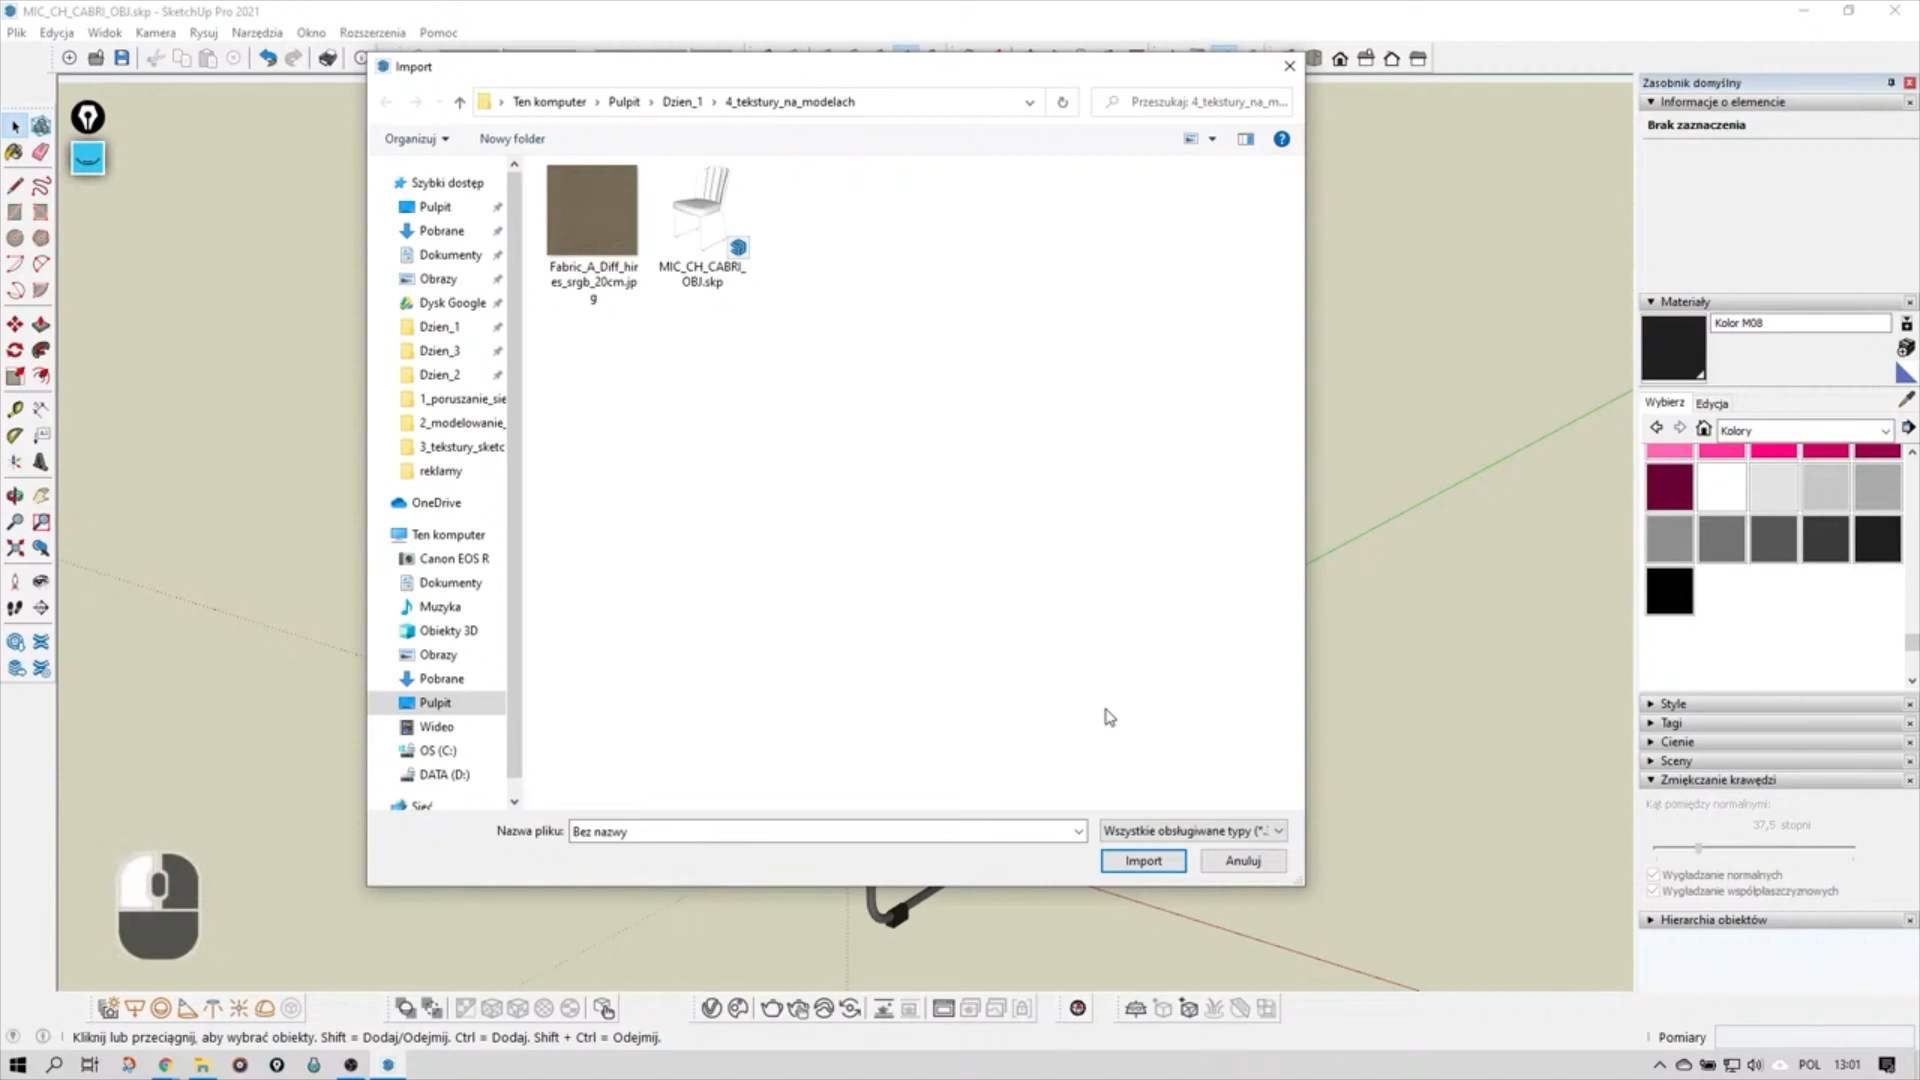 MIC_CH_CABRI_OBJ.skp - SketchUp Pro 2021
Plik Edycja Widok Kamera Rysuj Narzędzia Okno Rozszerzenia Pomoc
Import
Ten komputer > Pulpit > Dzien_1 > 4_tekstury_na_modelach
Przeszukaj: 4_tekstury_na_m...
Organizuj
Nowy folder
Szybki dostęp
Pulpit
Pobrane
Dokumenty
Obrazy
Dysk Google
Dzien_1
Dzien_3
Dzien_2
1_poruszanie_sie
2_modelowanie_
3_tekstury_sketc
reklamy
OneDrive
Ten komputer
Canon EOS R
Dokumenty
Muzyka
Obiekty 3D
Obrazy
Pobrane
Pulpit
Wideo
OS (C:)
DATA (D:)
Sieć
Fabric_A_Diff_hir
es_srgb_20cm.jp
g
MIC_CH_CABRI_
OBJ.skp
Nazwa pliku: Bez nazwy
Wszystkie obsługiwane typy (*.
Import
Anuluj
Zasobnik domyślny
Informacje o elemencie
Brak zaznaczenia
Materiały
Kolor M08
Wybierz Edycja
Kolory
Style
Tagi
Cienie
Sceny
Zmiękczanie krawędzi
Kąt pomiędzy normalnymi:
37,5 stopni
Wygładzanie normalnych
Wygładzanie współpłaszczyznowych
Hierarchia obiektów
Kliknij lub przeciągnij, aby wybrać obiekty. Shift = Dodaj/Odejmij. Ctrl = Dodaj. Shift + Ctrl = Odejmij.
Pomiary
POL 13:01